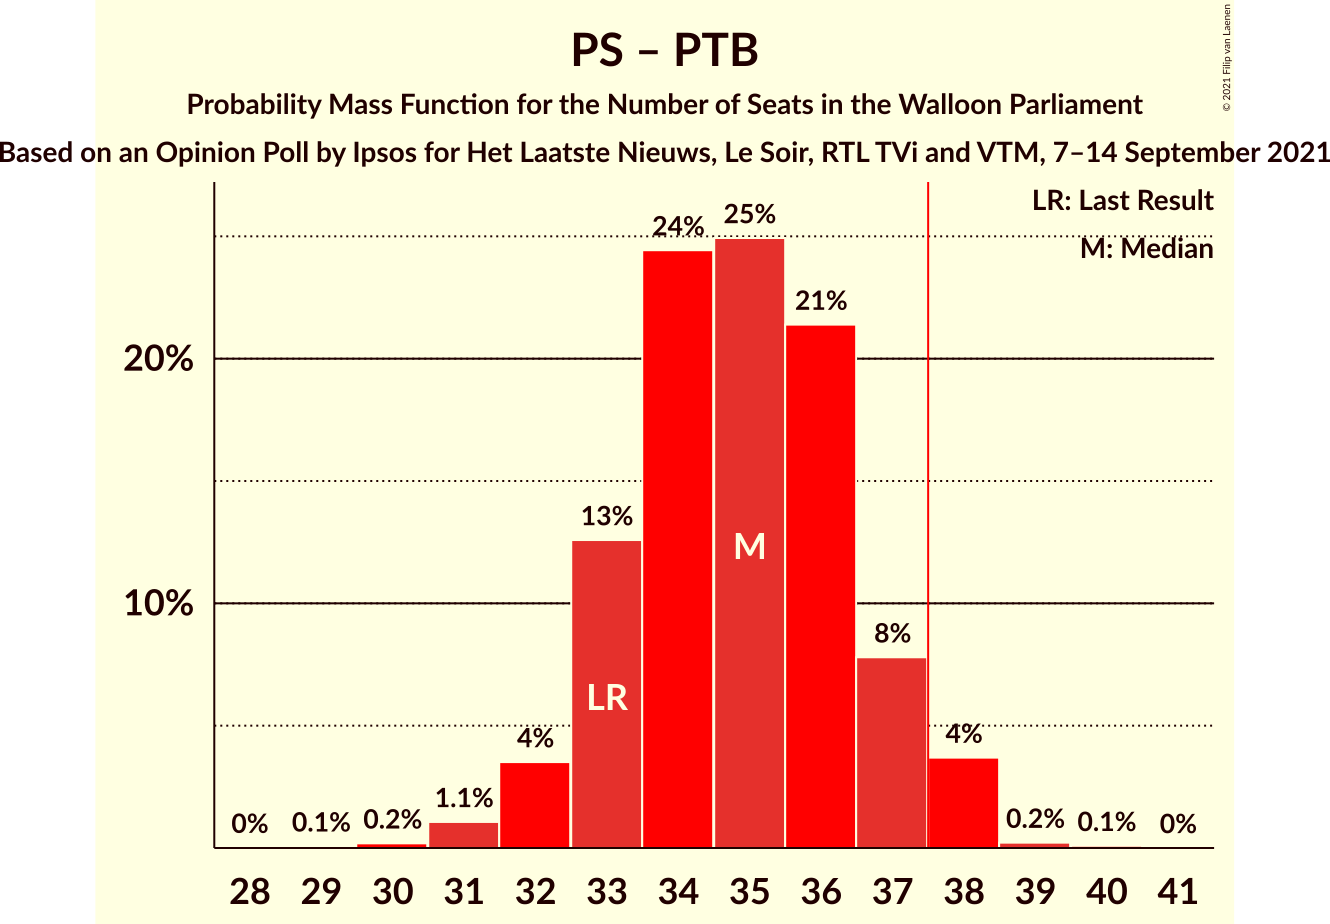 PS – PTB
Probability Mass Function for the Number of Seats in the Walloon Parliament
Based on an Opinion Poll by Ipsos for Het Laatste Nieuws, Le Soir, RTL TVi and VTM, 7–14 September 2021
© 2021 Filip van Laenen
LR: Last Result
M: Median
20%
10%
0%
0.1%
0.2%
1.1%
4%
13%
24%
25%
21%
8%
4%
0.2%
0.1%
0%
LR
M
28 29 30 31 32 33 34 35 36 37 38 39 40 41